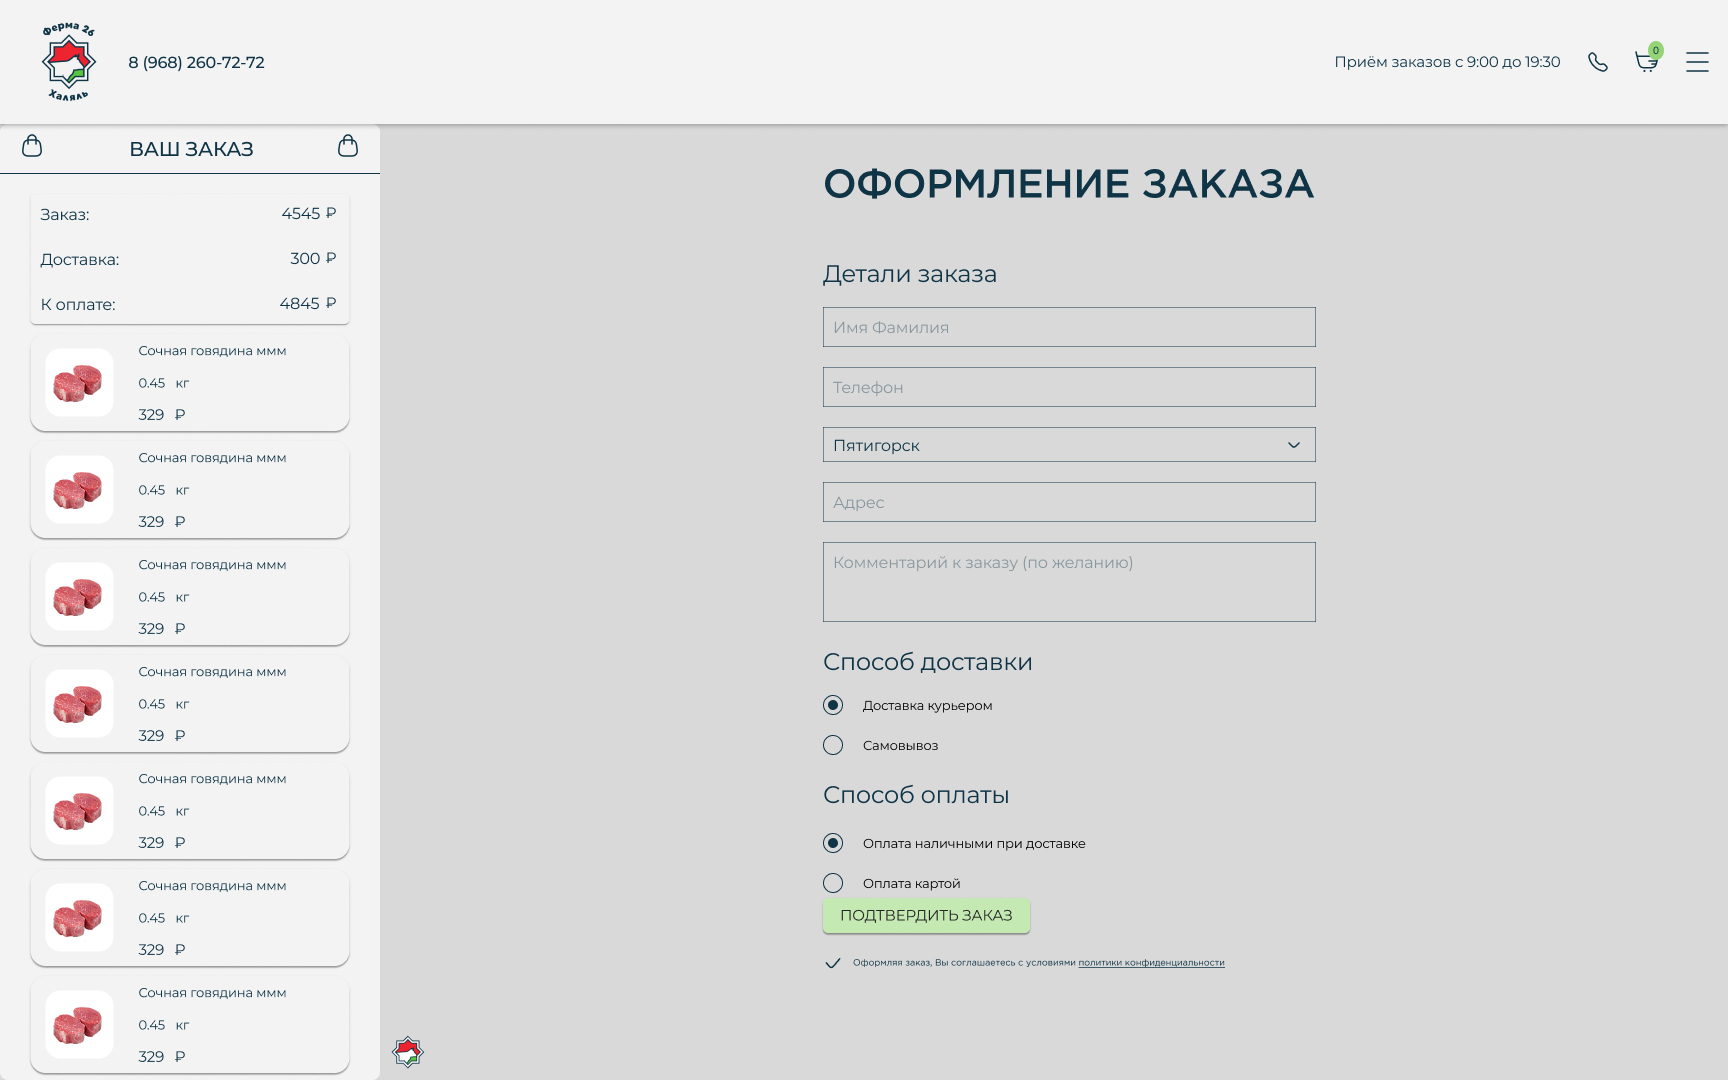 Ферма 26
Халяль
8 (968) 260-72-72
Приём заказов с 9:00 до 19:30
0
ВАШ ЗАКАЗ
Заказ: 4545 ₽
Доставка: 300 ₽
К оплате: 4845 ₽
Сочная говядина ммм
0.45 кг
329 ₽
Сочная говядина ммм
0.45 кг
329 ₽
Сочная говядина ммм
0.45 кг
329 ₽
Сочная говядина ммм
0.45 кг
329 ₽
Сочная говядина ммм
0.45 кг
329 ₽
Сочная говядина ммм
0.45 кг
329 ₽
Сочная говядина ммм
0.45 кг
329 ₽
ОФОРМЛЕНИЕ ЗАКАЗА
Детали заказа
Имя Фамилия
Телефон
Пятигорск
Адрес
Комментарий к заказу (по желанию)
Способ доставки
Доставка курьером
Самовывоз
Способ оплаты
Оплата наличными при доставке
Оплата картой
ПОДТВЕРДИТЬ ЗАКАЗ
Оформляя заказ, Вы соглашаетесь с условиями политики конфиденциальности